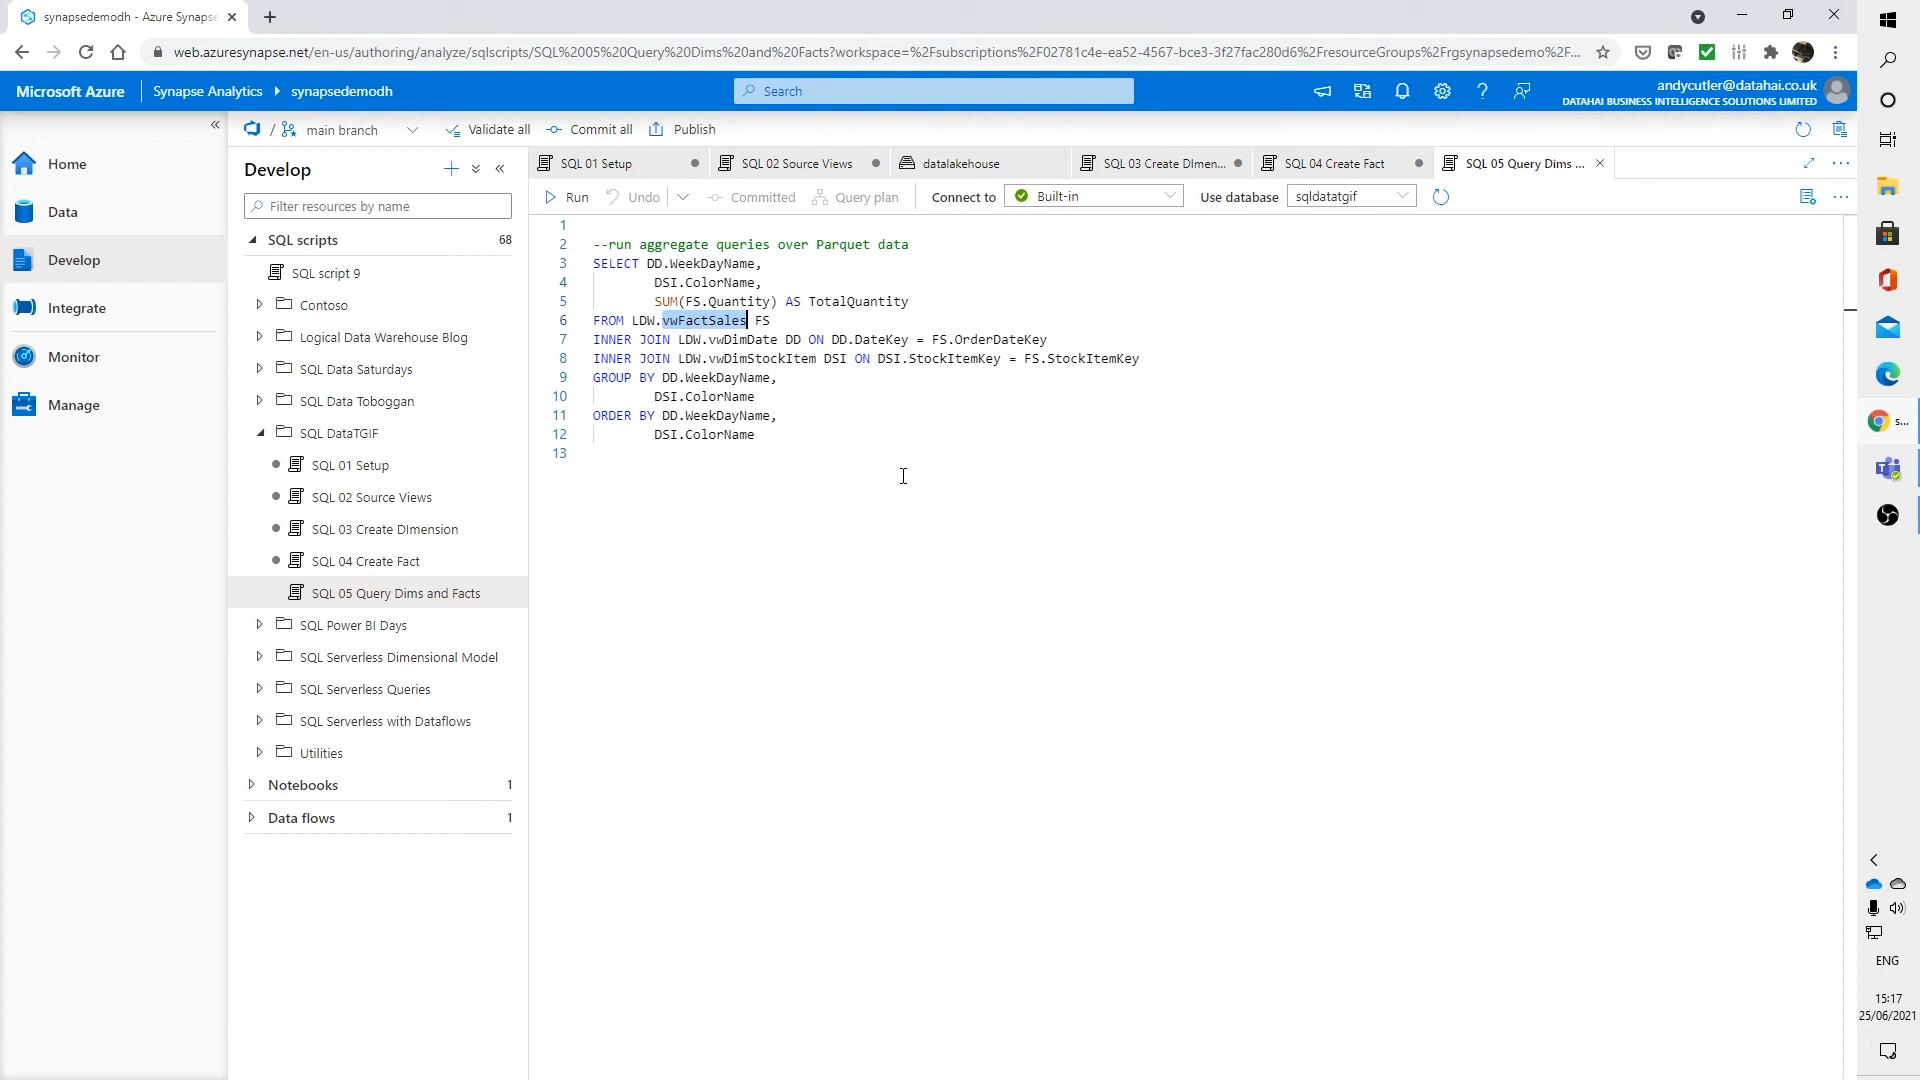 synapsedemodh - Azure Synapse
web.azuresynapse.net/en-us/authoring/analyze/sqlscripts/SQL%2005%20Query%20Dims%20and%20Facts?workspace=%2Fsubscriptions%2F02781c4e-ea52-4567-bce3-3f27fac280d6%2FresourceGroups%2Frgsynapsedemo%2F...
Microsoft Azure
Synapse Analytics
synapsedemodh
Search
andycutler@datahai.co.uk
DATAHAI BUSINESS INTELLIGENCE SOLUTIONS LIMITED
Home
Data
Develop
Integrate
Monitor
Manage
/ main branch
Validate all
Commit all
Publish
Develop
Filter resources by name
SQL scripts 68
SQL script 9
Contoso
Logical Data Warehouse Blog
SQL Data Saturdays
SQL Data Toboggan
SQL DataTGIF
SQL 01 Setup
SQL 02 Source Views
SQL 03 Create DImension
SQL 04 Create Fact
SQL 05 Query Dims and Facts
SQL Power BI Days
SQL Serverless Dimensional Model
SQL Serverless Queries
SQL Serverless with Dataflows
Utilities
Notebooks 1
Data flows 1
SQL 01 Setup
SQL 02 Source Views
datalakehouse
SQL 03 Create DImen...
SQL 04 Create Fact
SQL 05 Query Dims ...
Run
Undo
Committed
Query plan
Connect to
Built-in
Use database
sqldatatgif
1
2 --run aggregate queries over Parquet data
3 SELECT DD.WeekDayName,
4 DSI.ColorName,
5 SUM(FS.Quantity) AS TotalQuantity
6 FROM LDW.vwFactSales FS
7 INNER JOIN LDW.vwDimDate DD ON DD.DateKey = FS.OrderDateKey
8 INNER JOIN LDW.vwDimStockItem DSI ON DSI.StockItemKey = FS.StockItemKey
9 GROUP BY DD.WeekDayName,
10 DSI.ColorName
11 ORDER BY DD.WeekDayName,
12 DSI.ColorName
13
s...
ENG
15:17
25/06/2021